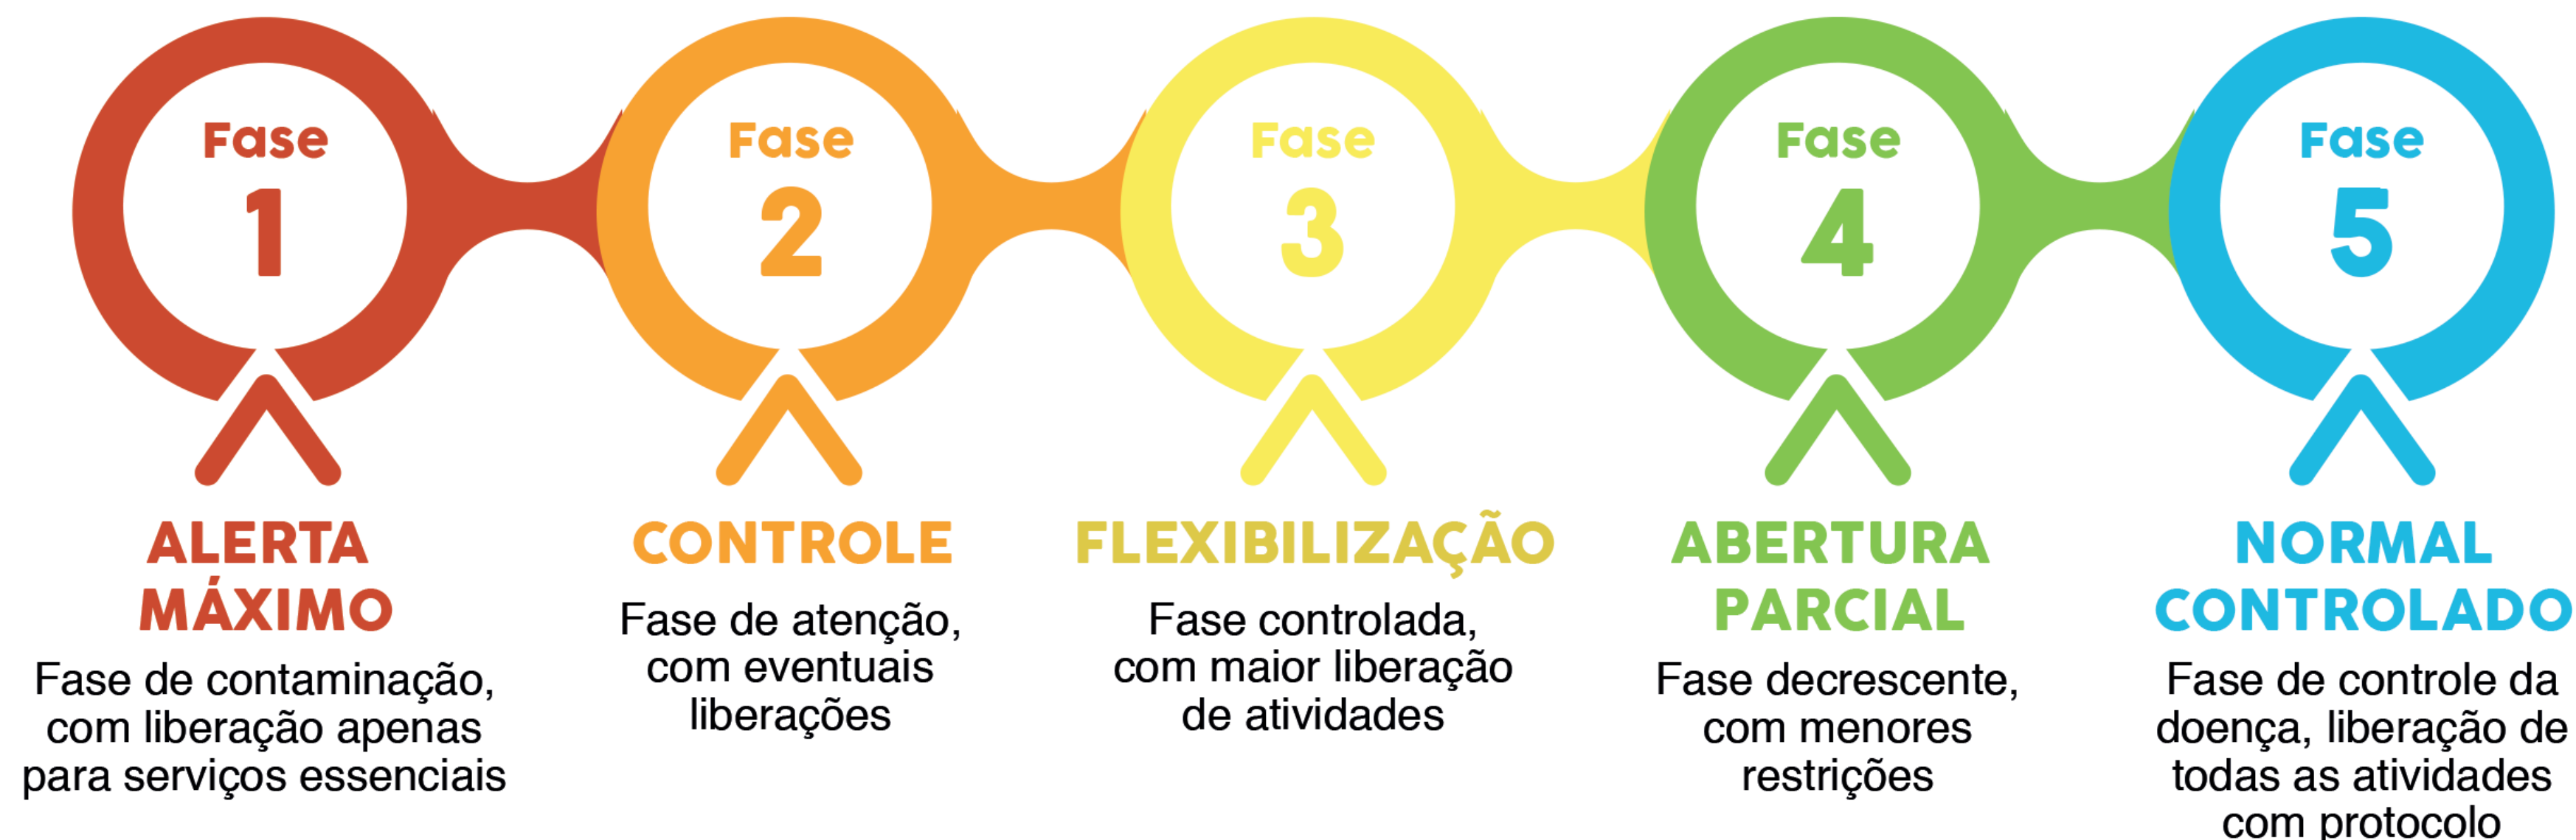 Fase
1
ALERTA
MÁXIMO
Fase de contaminação,
com liberação apenas
para serviços essenciais
Fase
2
CONTROLE
Fase de atenção,
com eventuais
liberações
Fase
3
FLEXIBILIZAÇÃO
Fase controlada,
com maior liberação
de atividades
Fase
4
ABERTURA
PARCIAL
Fase decrescente,
com menores
restrições
Fase
5
NORMAL
CONTROLADO
Fase de controle da
doença, liberação de
todas as atividades
com protocolo